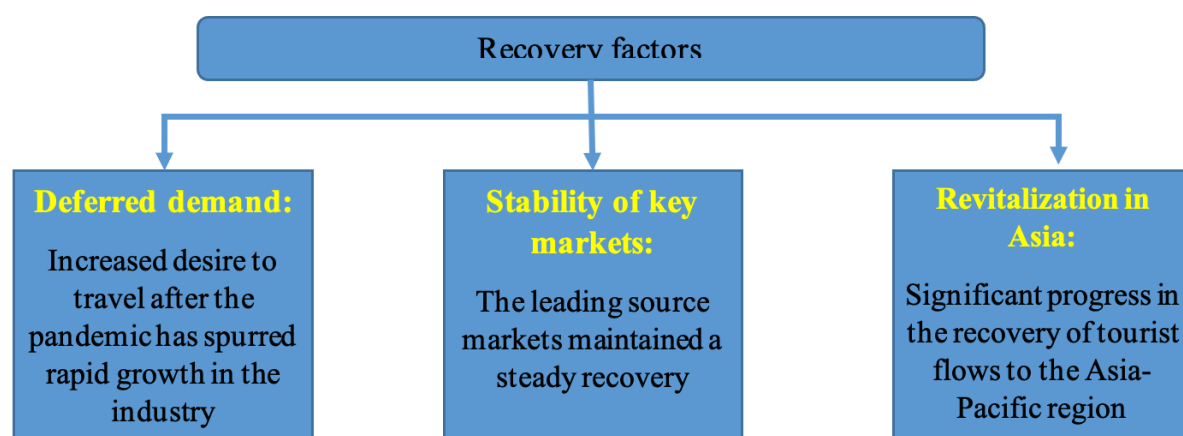 Recovery factors
Deferred demand:
Increased desire to
travel after the
pandemic has spurred
rapid growth in the
industry
Stability of key
markets:
The leading source
markets maintained a
steady recovery
Revitalization in
Asia:
Significant progress in
the recovery of tourist
flows to the Asia-
Pacific region